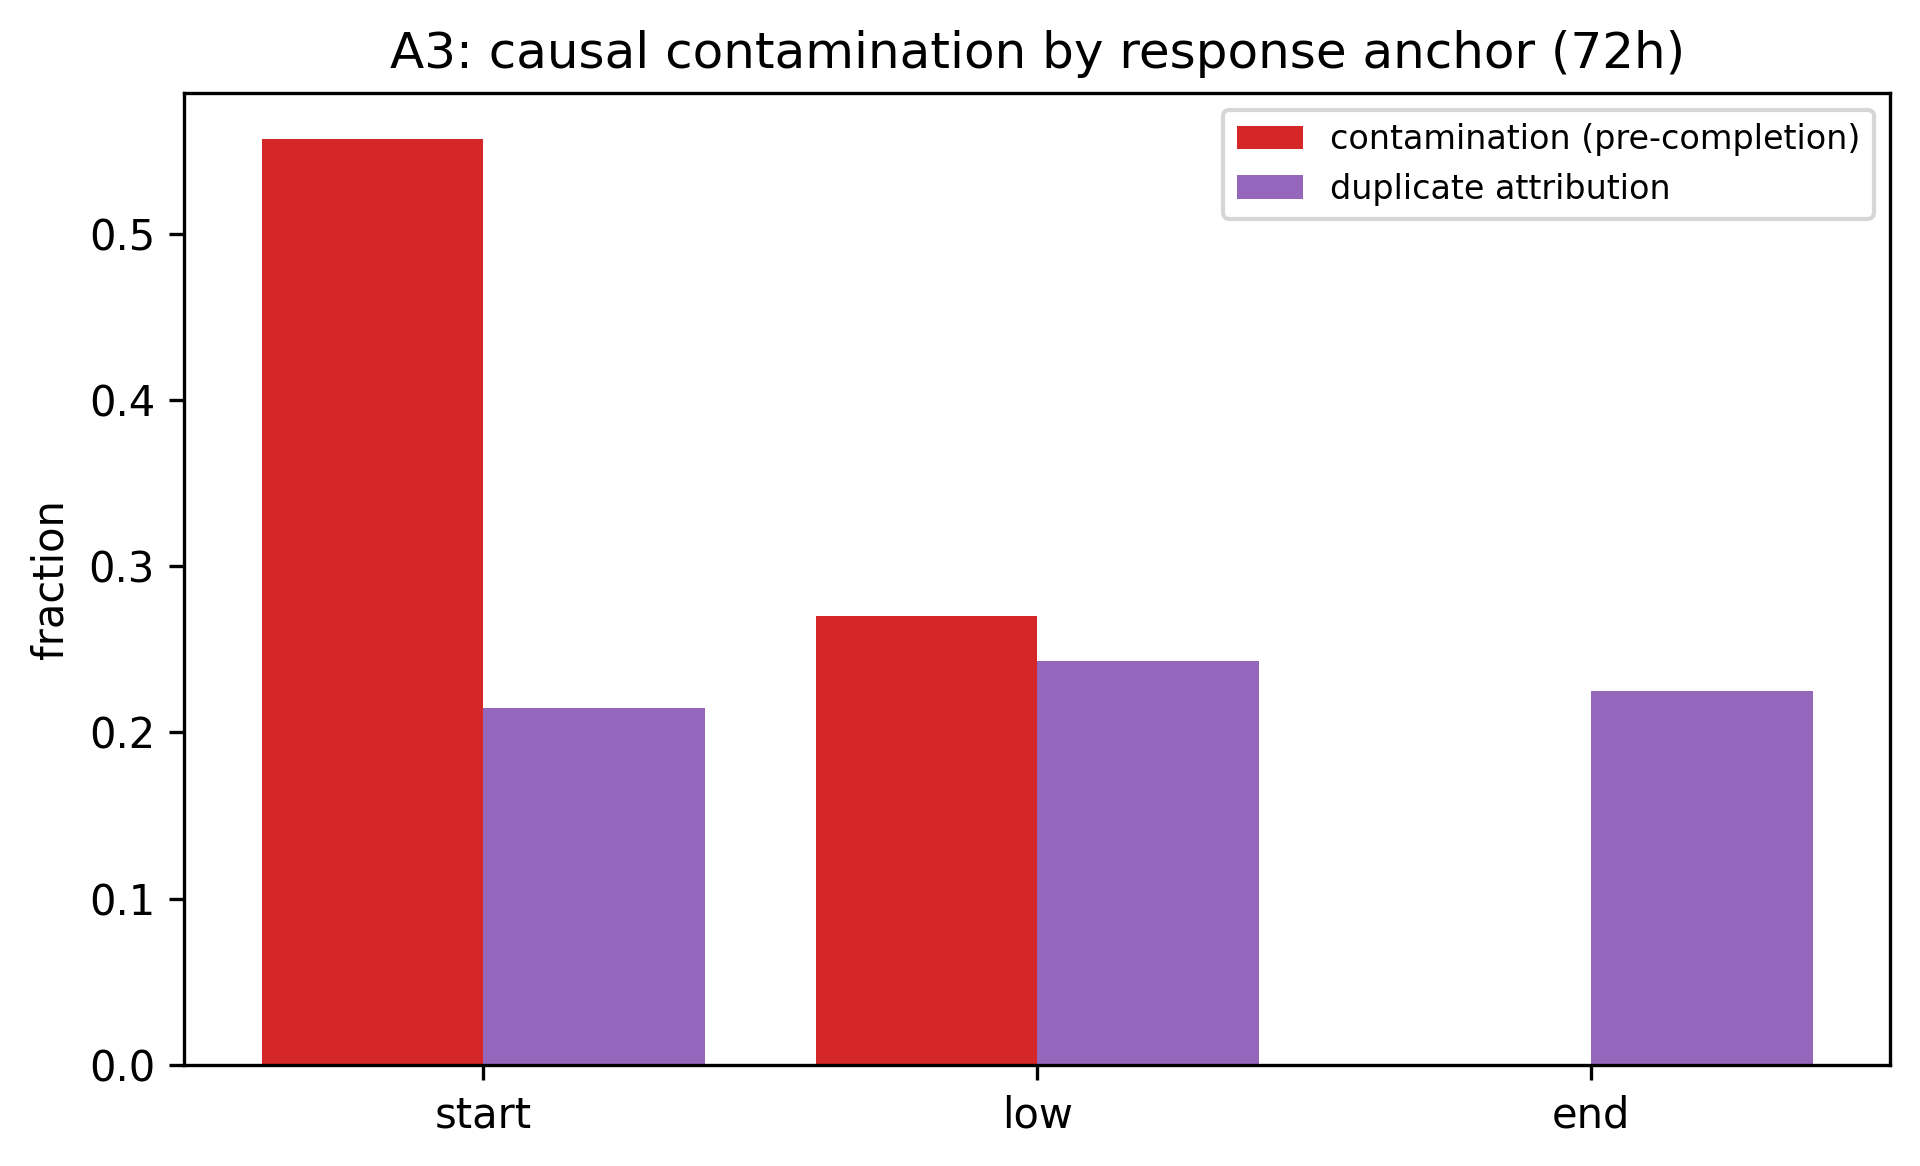 A3: causal contamination by response anchor (72h)
contamination (pre-completion)
duplicate attribution
fraction
0.5
0.4
0.3
0.2
0.1
0.0
start
low
end